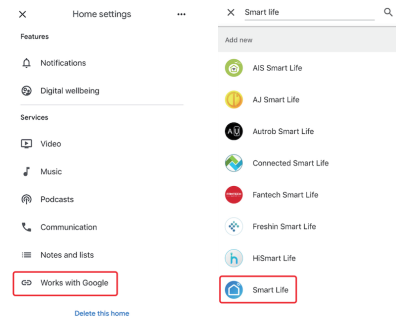 Home settings
Features
Notifications
Digital wellbeing
Services
Video
Music
Podcasts
Communication
Notes and lists
Works with Google
Delete this home
Smart life
Add new
AIS Smart Life
AJ Smart Life
AU
Autrob Smart Life
Connected Smart Life
Fantech Smart Life
Freshin Smart Life
h
HiSmart Life
Smart Life